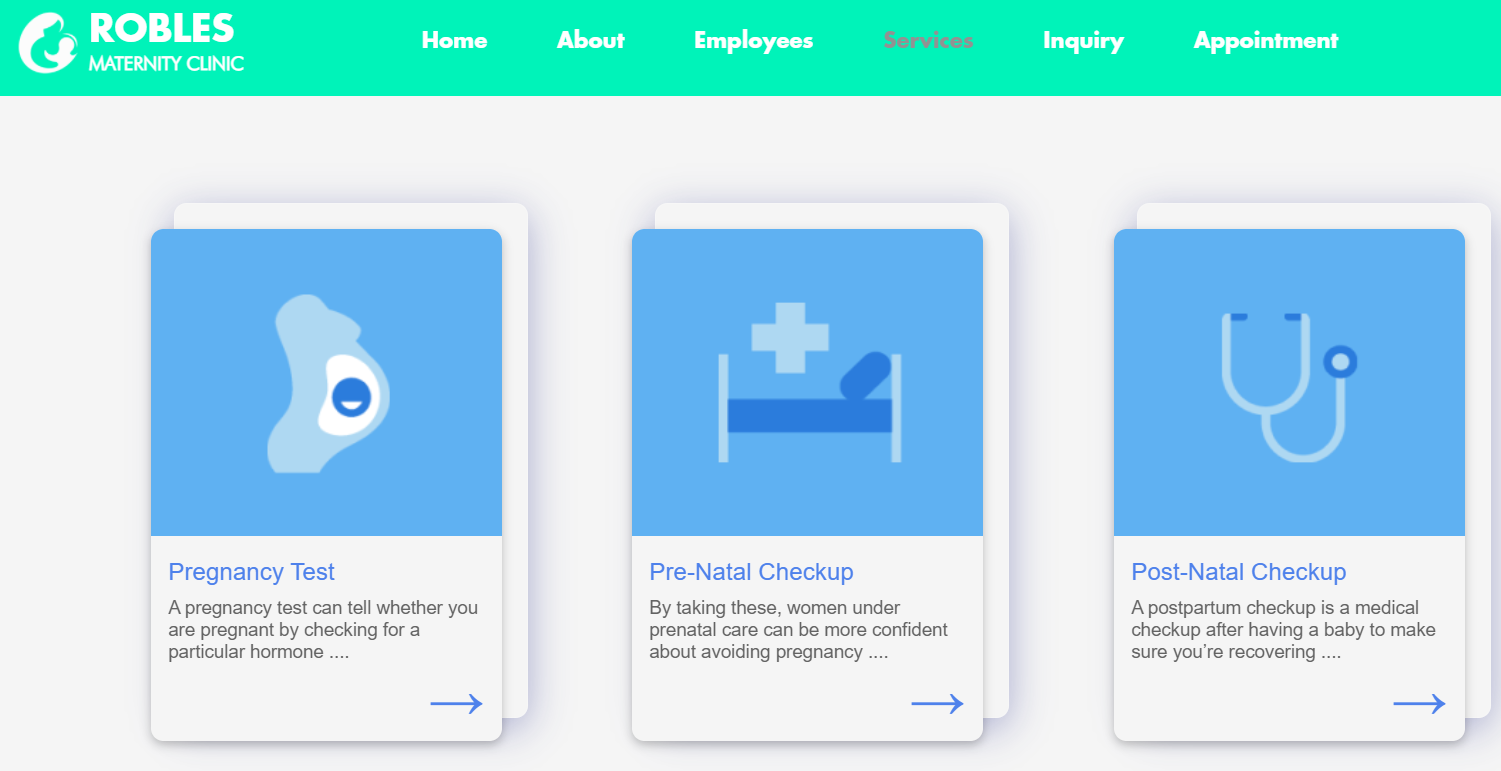 ROBLES
MATERNITY CLINIC
Home About Employees Services Inquiry Appointment
Pregnancy Test
A pregnancy test can tell whether you
are pregnant by checking for a
particular hormone ....
Pre-Natal Checkup
By taking these, women under
prenatal care can be more confident
about avoiding pregnancy ....
Post-Natal Checkup
A postpartum checkup is a medical
checkup after having a baby to make
sure you’re recovering ....